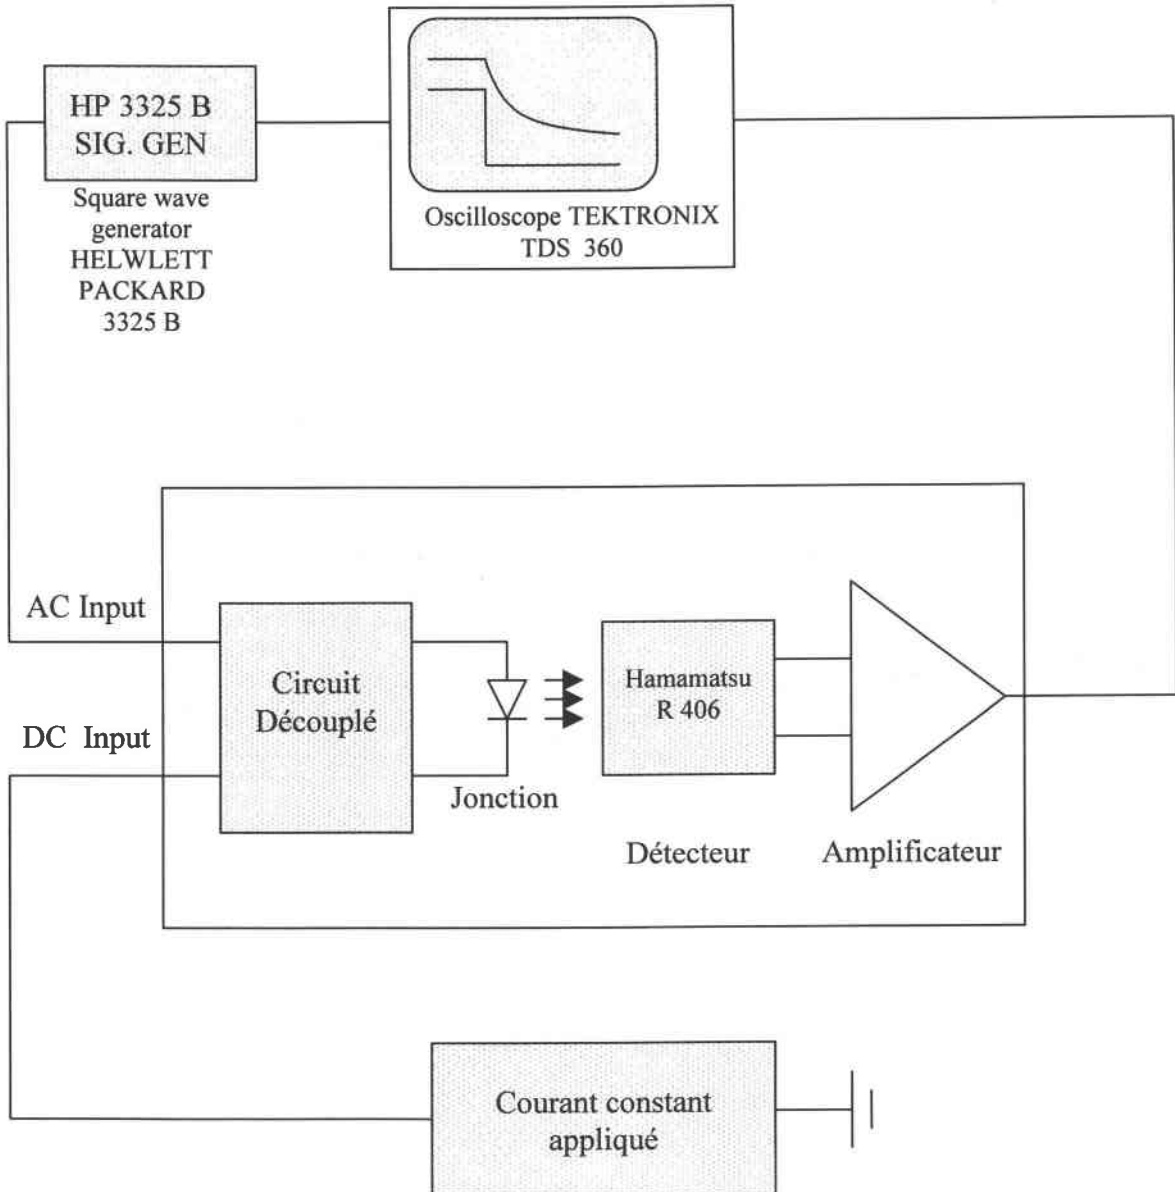 HP 3325 B
SIG. GEN
Square wave
generator
HELWLETT
PACKARD
3325 B
Oscilloscope TEKTRONIX
TDS 360
AC Input
DC Input
Circuit
Découplé
Jonction
Hamamatsu
R 406
Détecteur
Amplificateur
Courant constant
appliqué